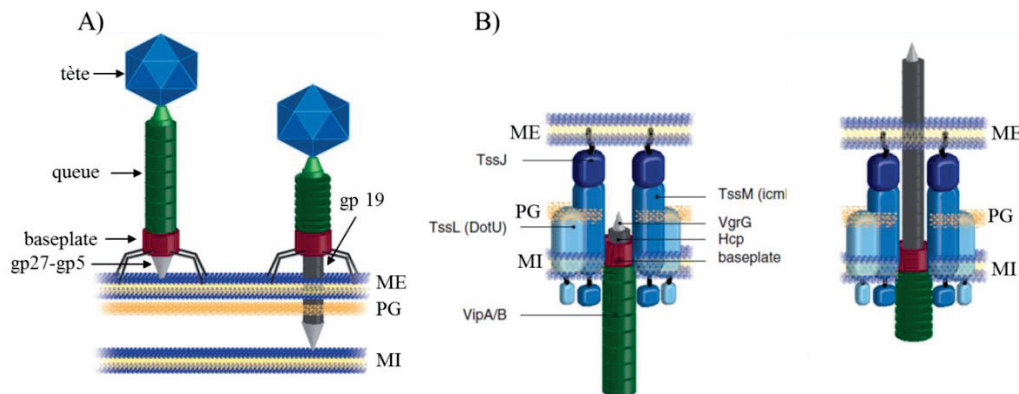 A)
tète
queue
baseplate
gp27-gp5
gp 19
ME
PG
MI
B)
ME
TssJ
TssM (icml
PG
TssL (DotU)
VgrG
Hcp
MI
baseplate
VipA/B
ME
PG
MI